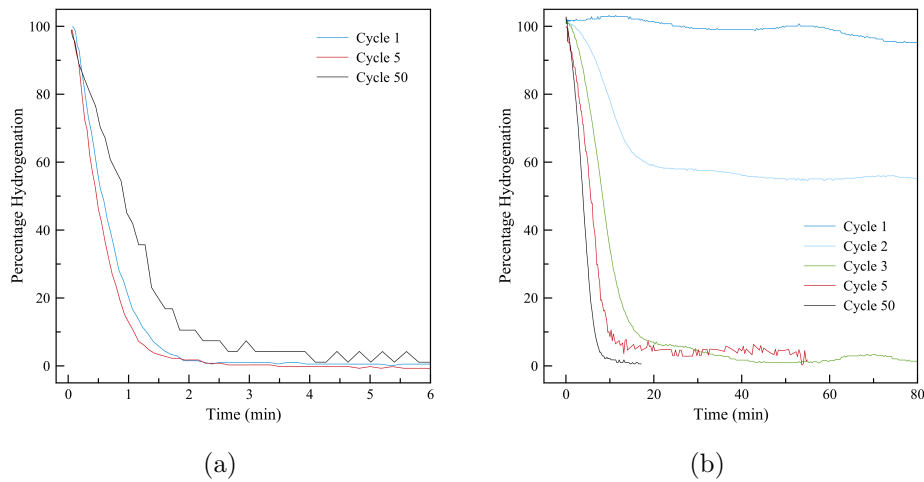 100
80
60
40
20
0
Percentage Hydrogenation
Cycle 1
Cycle 5
Cycle 50
0 1 2 3 4 5 6
Time (min)
(a)
100
80
60
40
20
0
Percentage Hydrogenation
Cycle 1
Cycle 2
Cycle 3
Cycle 5
Cycle 50
0 20 40 60 80
Time (min)
(b)